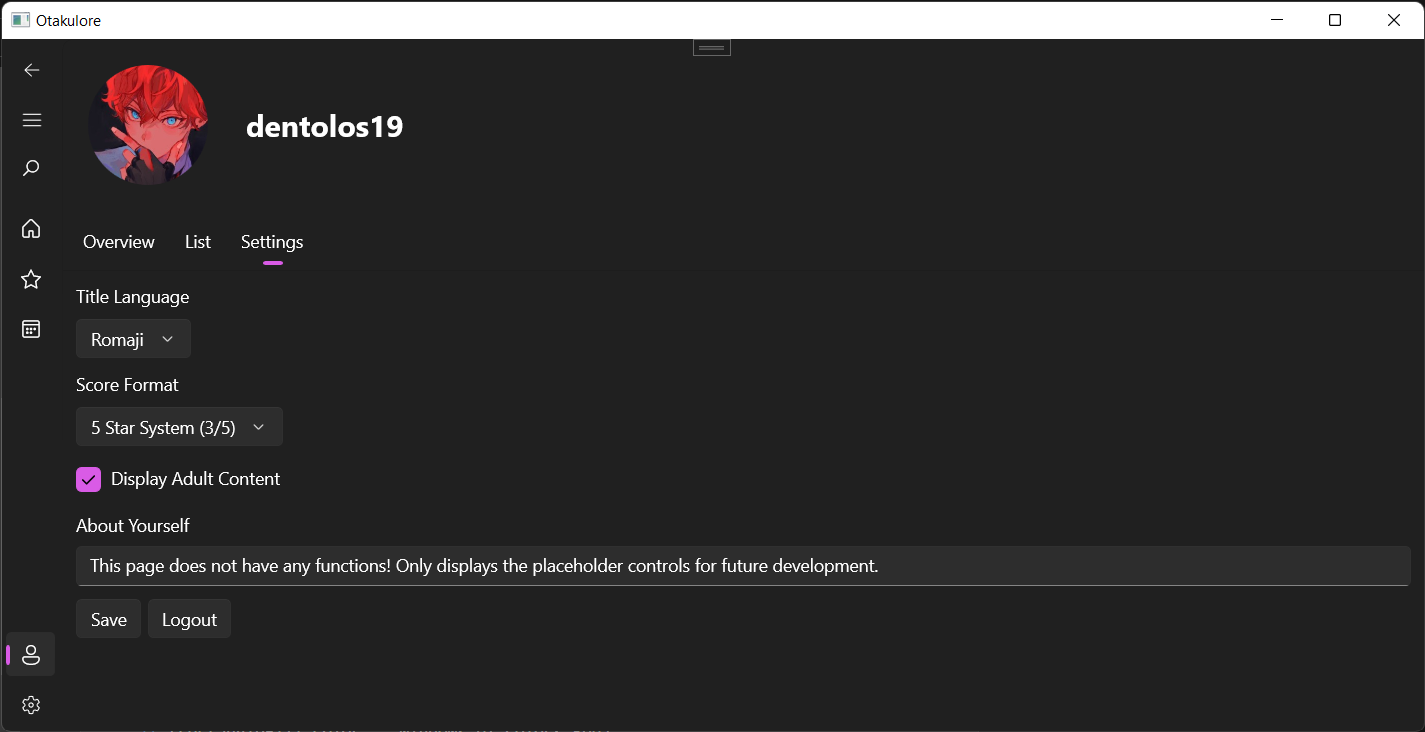 Otakulore
dentolos19
Overview List Settings
Title Language
Romaji
Score Format
5 Star System (3/5)
Display Adult Content
About Yourself
This page does not have any functions! Only displays the placeholder controls for future development.
Save Logout